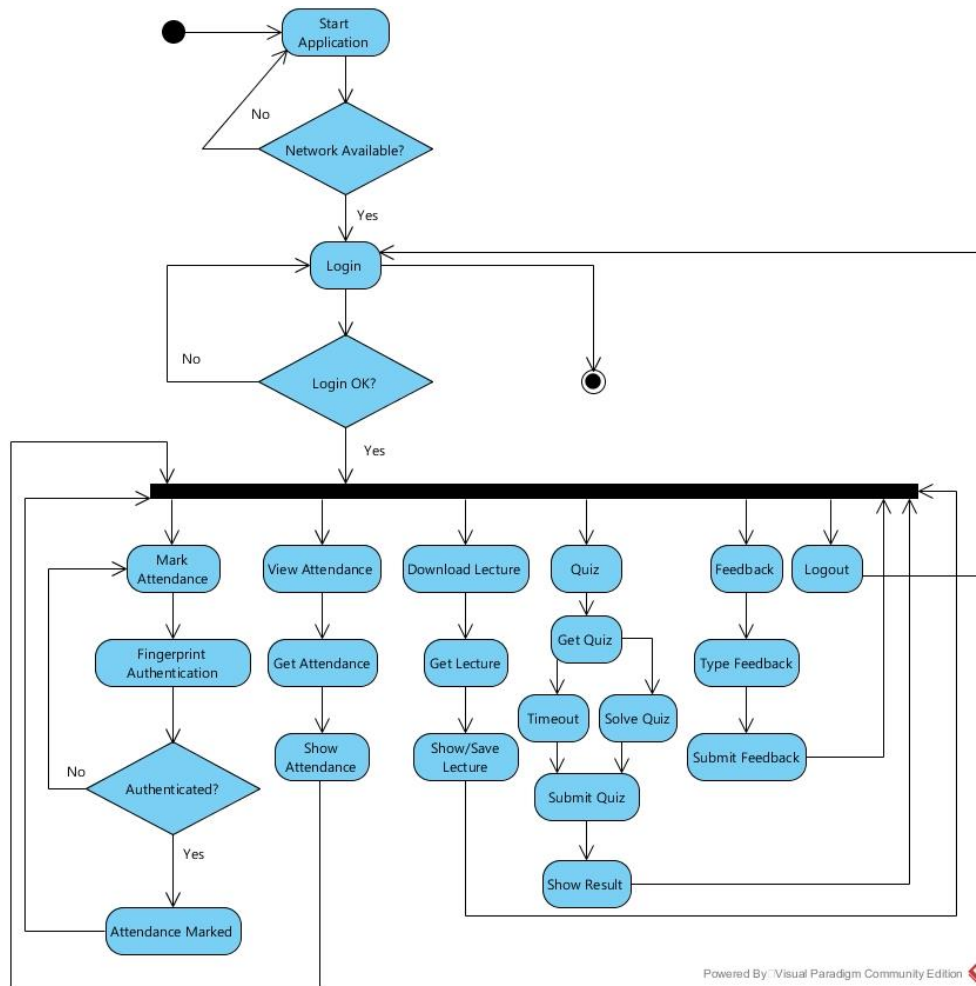 Start
Application
No
Network Available?
Yes
Login
No
Login OK?
Yes
Mark
Attendance
View Attendance
Download Lecture
Quiz
Feedback
Logout
Fingerprint
Authentication
Get Attendance
Get Lecture
Get Quiz
Type Feedback
Timeout
Solve Quiz
Show
Attendance
Show/Save
Lecture
Submit Feedback
No
Authenticated?
Submit Quiz
Yes
Show Result
Attendance Marked
Powered By Visual Paradigm Community Edition